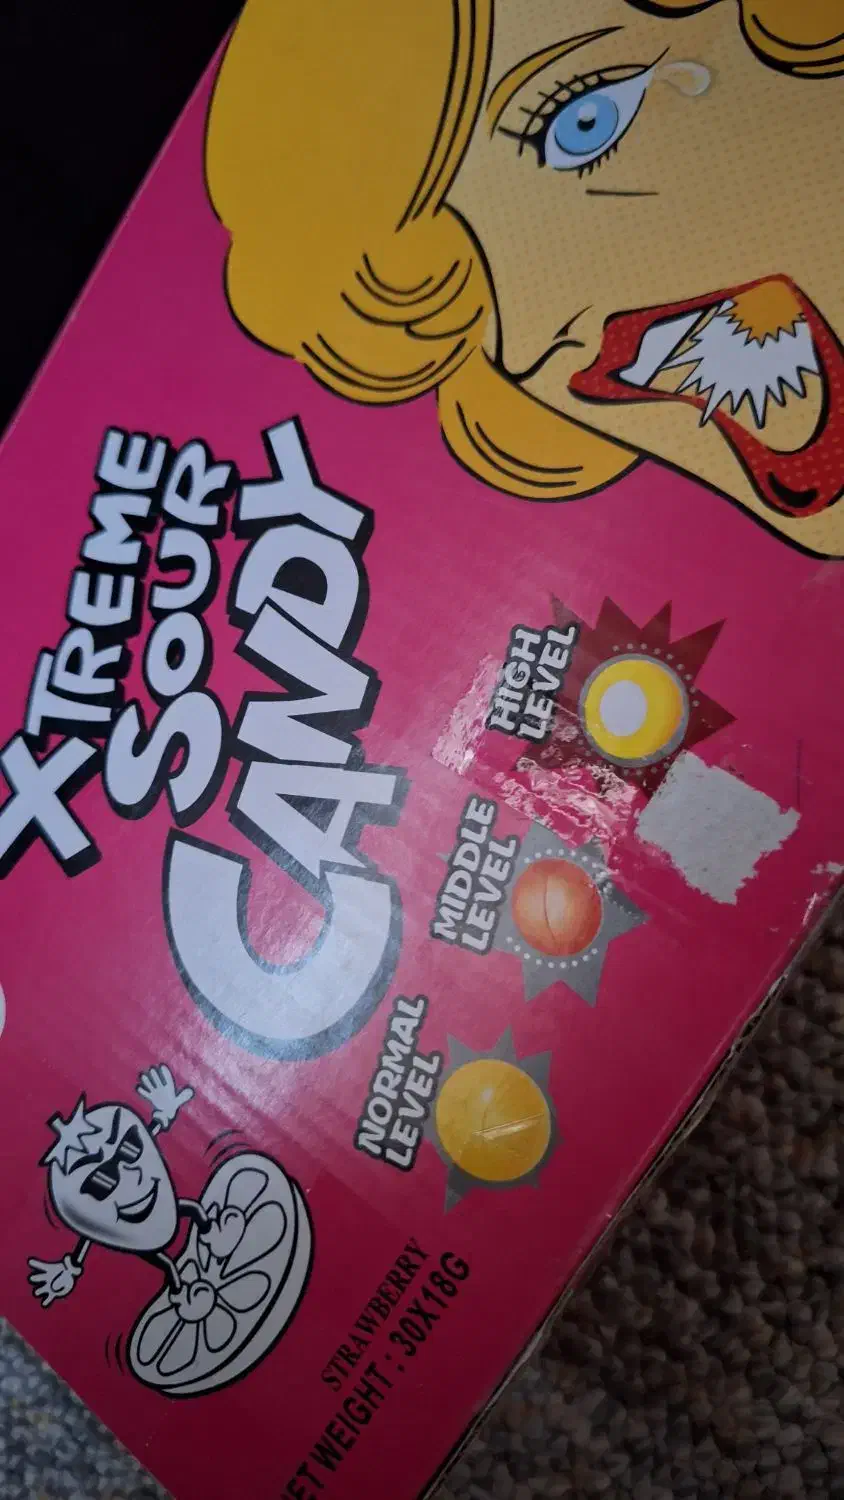 XTREME
SOUR
CANDY
HIGH
LEVEL
MIDDLE
LEVEL
NORMAL
LEVEL
STRAWBERRY
ET WEIGHT : 30X18G